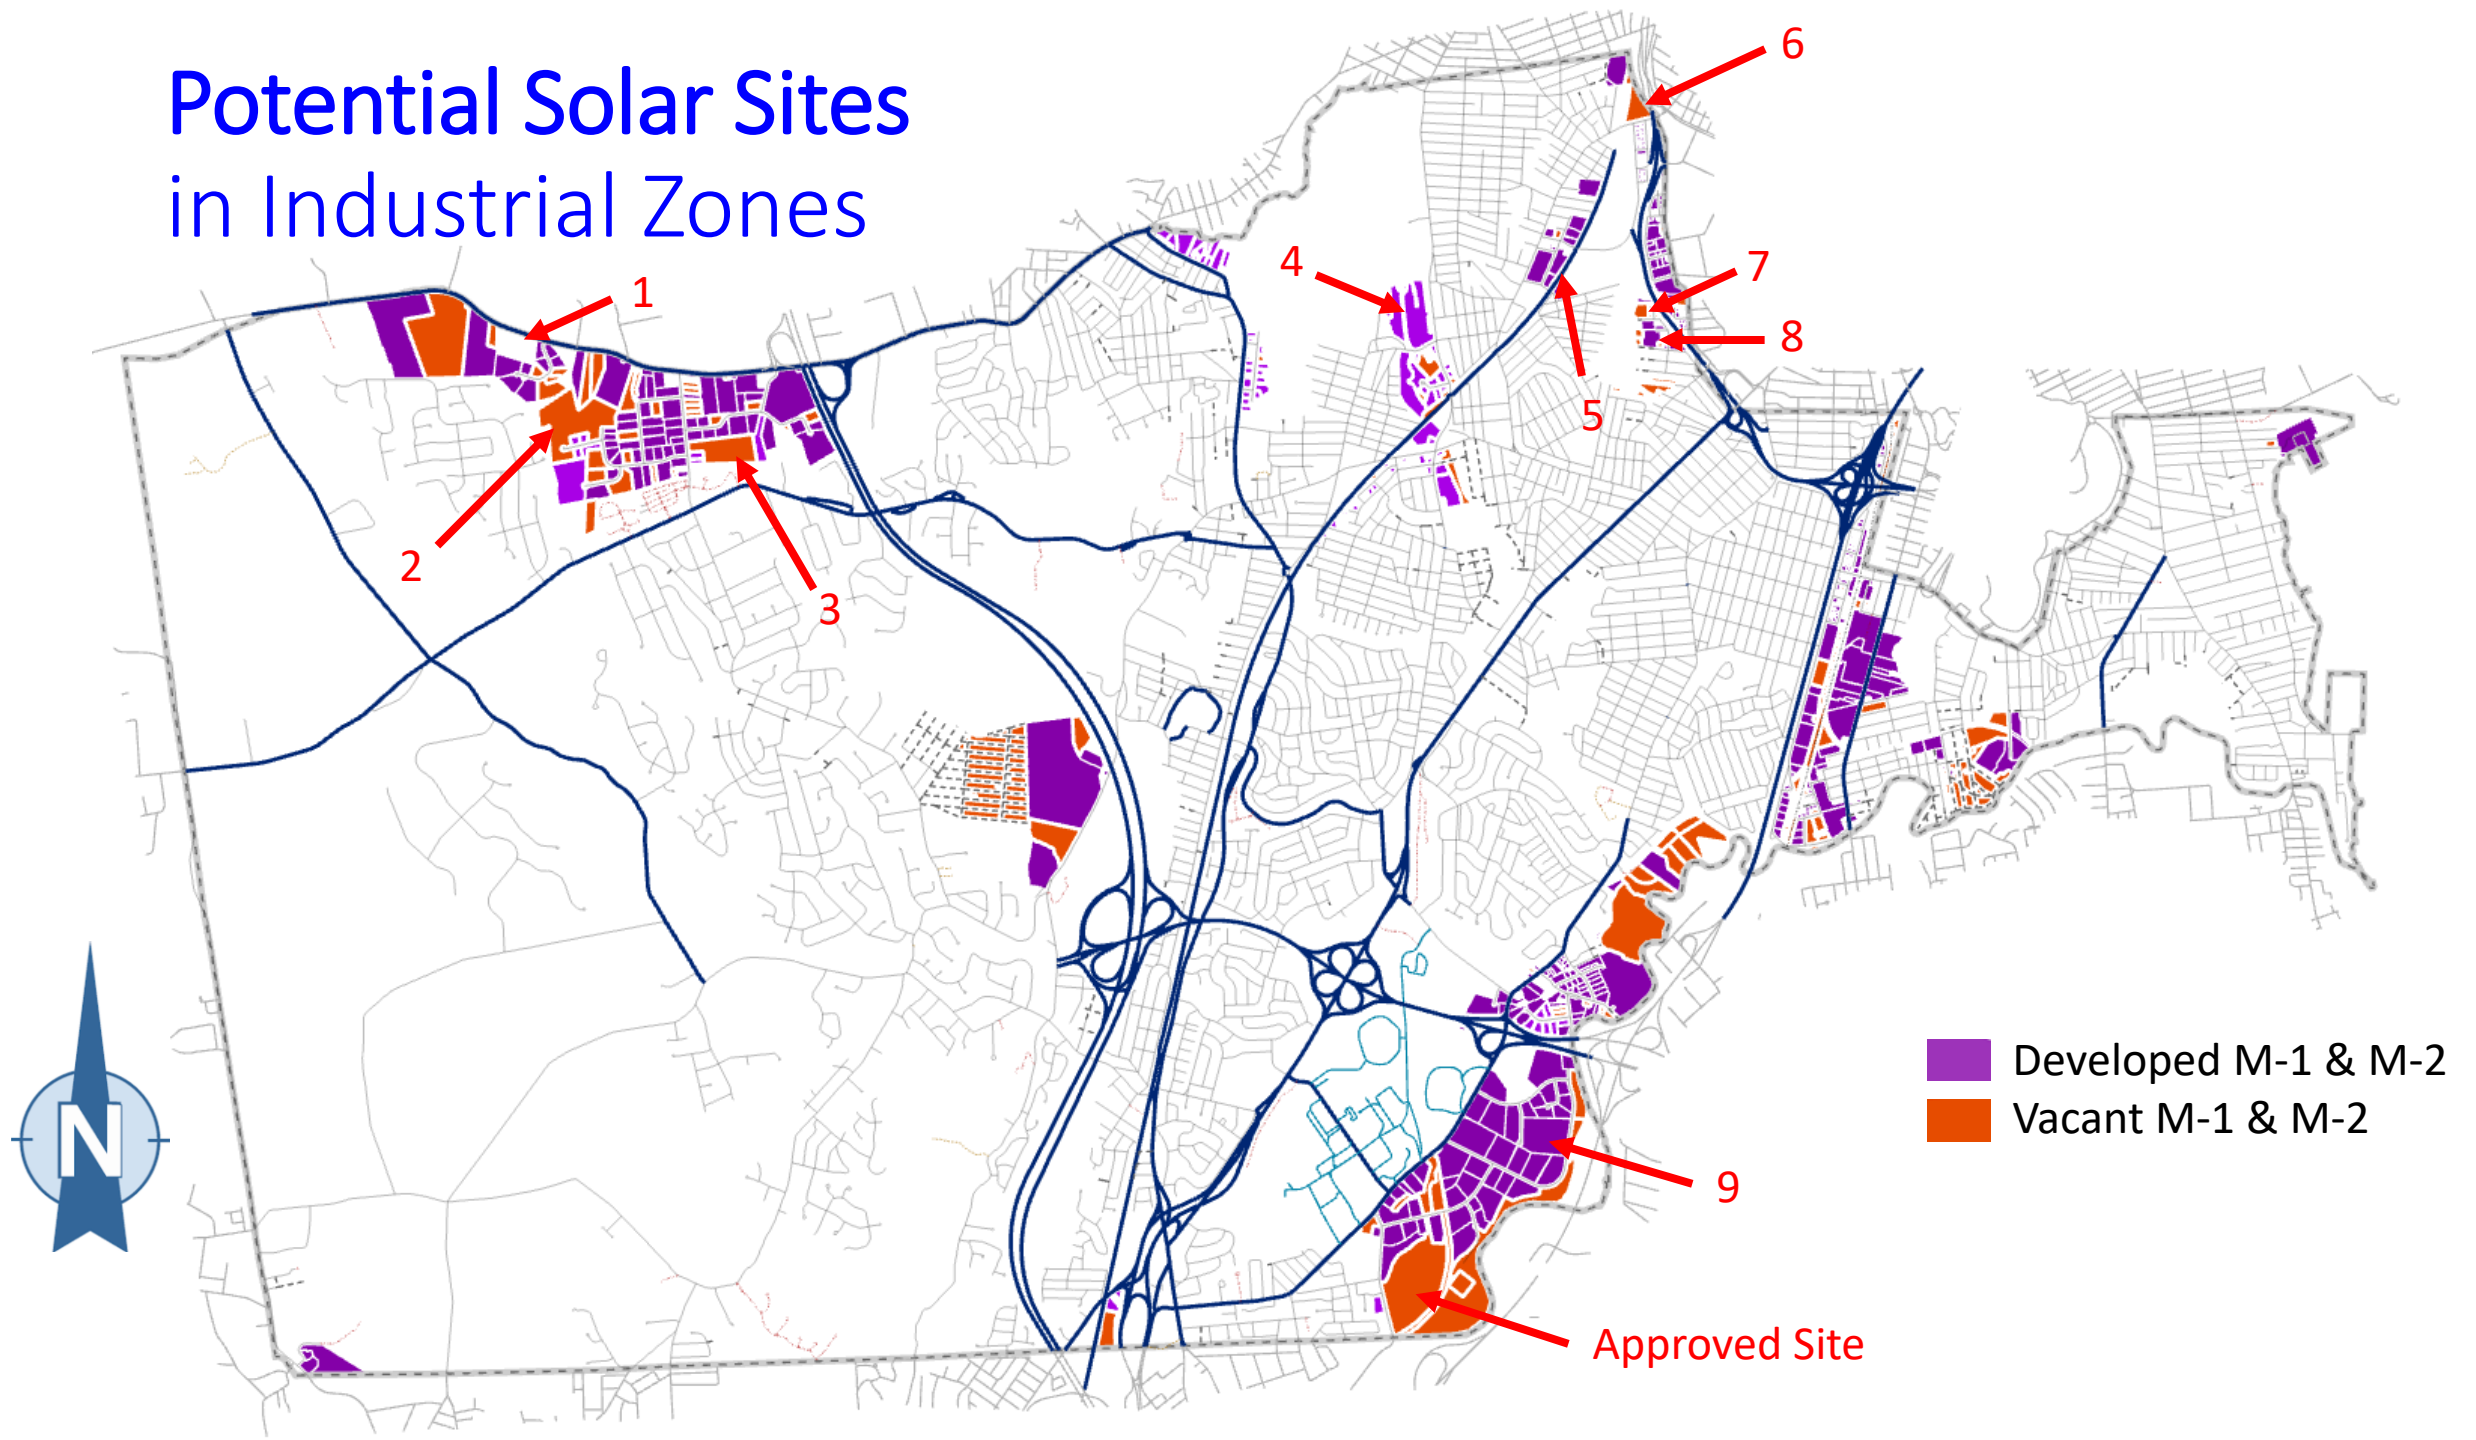 Potential Solar Sites
in Industrial Zones
1
2
3
4
5
6
7
8
9
Approved Site
Developed M-1 & M-2
Vacant M-1 & M-2
N